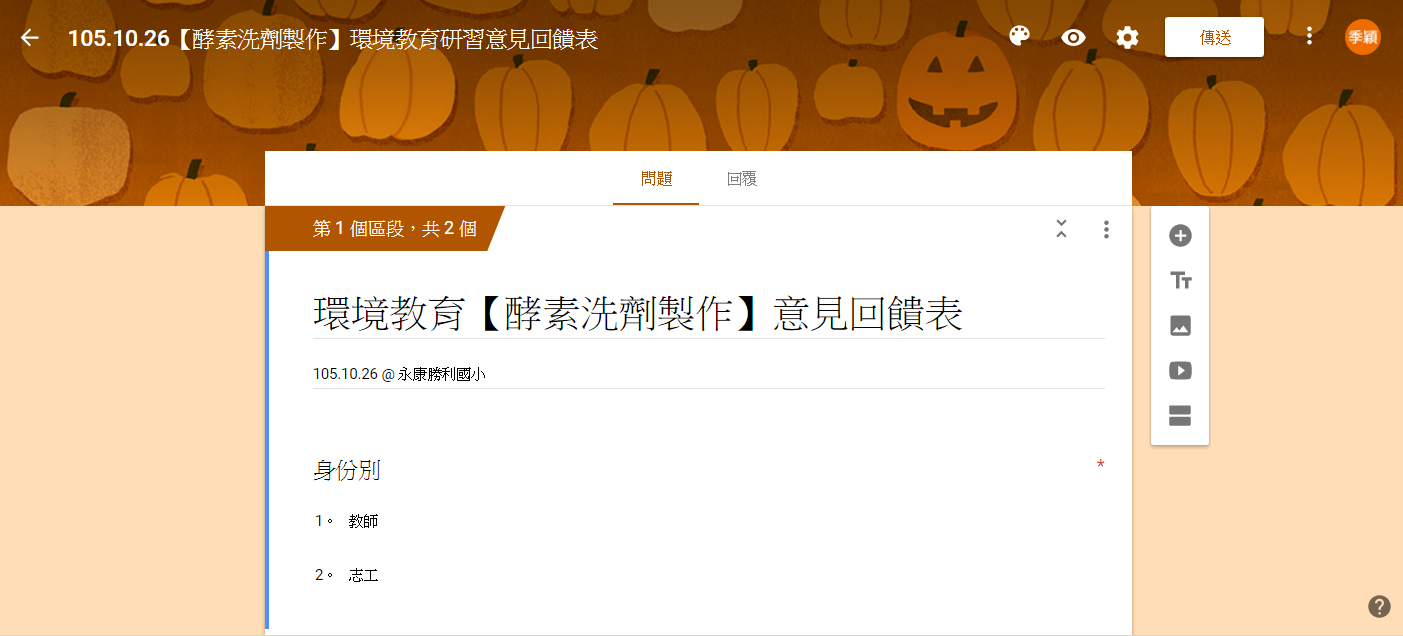 105.10.26【酵素洗劑製作】環境教育研習意見回饋表
傳送
季穎
問題
回覆
第 1 個區段，共 2 個
環境教育【酵素洗劑製作】意見回饋表
105.10.26 @ 永康勝利國小
身份別
*
1。 教師
2。 志工